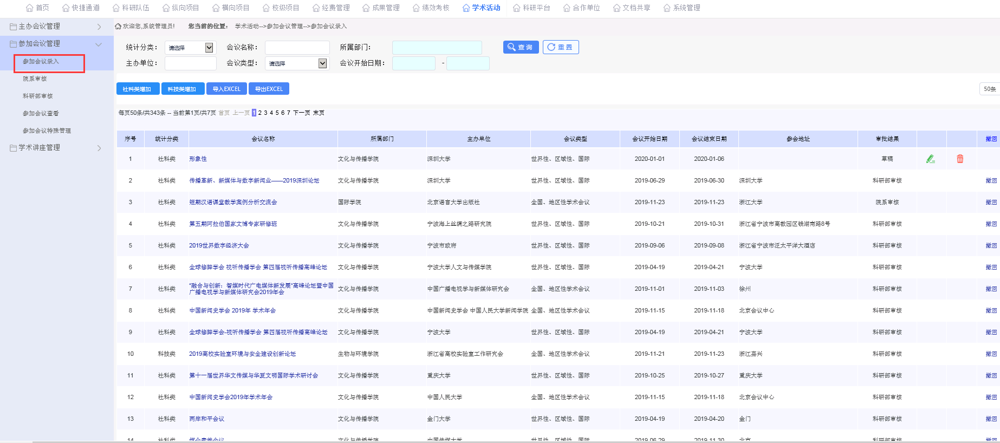 首页 快捷通道 科研队伍 纵向项目 横向项目 校级项目 经费管理 成果管理 绩效考核 学术活动 科研平台 合作单位 文档共享 系统管理
主办会议管理
参加会议管理
参加会议录入
院系审核
科研部审核
参加会议查看
参加会议特殊管理
学术讲座管理
欢迎您,系统管理员! 您当前的位置： 学术活动-->参加会议管理-->参加会议录入
统计分类： 请选择 会议名称： 所属部门： 查 询 重 置
主办单位： 会议类型： 请选择 会议开始日期： -
社科类增加 科技类增加 导入EXCEL 导出EXCEL 50条
每页50条/共343条 -- 当前第1页/共7页 首页 上一页 1 2 3 4 5 6 7 下一页 末页
序号 统计分类 会议名称 所属部门 主办单位 会议类型 会议开始日期 会议结束日期 参会地址 审批结果 撤回
1 社科类 形象性 文化与传播学院 深圳大学 世界性、区域性、国际 2020-01-01 2020-01-06 草稿
2 社科类 传播革新、新媒体与数字新闻业——2019深圳论坛 文化与传播学院 深圳大学 世界性、区域性、国际 2019-06-29 2019-06-30 深圳大学 科研部审核 撤回
3 社科类 短期汉语课堂教学案例分析交流会 国际学院 北京语言大学出版社 全国、地区性学术会议 2019-11-23 2019-11-23 浙江大学 院系审核 撤回
4 社科类 第五期阿拉伯国家文博专家研修班 文化与传播学院 宁波海上丝绸之路研究院 世界性、区域性、国际 2019-10-21 2019-10-31 浙江省宁波市高教园区钱湖南路8号 科研部审核 撤回
5 社科类 2019世界数字经济大会 文化与传播学院 宁波市政府 世界性、区域性、国际 2019-09-06 2019-09-08 浙江省宁波市泛太平洋大酒店 科研部审核 撤回
6 社科类 全球修辞学会 视听传播学会 第四届视听传播高峰论坛 文化与传播学院 宁波大学人文与传媒学院 世界性、区域性、国际 2019-04-19 2019-04-21 宁波大学 科研部审核 撤回
7 社科类 “融合与创新：智媒时代广电媒体新发展”高峰论坛暨中国 文化与传播学院 中国广播电视学与新媒体研究会 全国、地区性学术会议 2019-11-01 2019-11-03 徐州 科研部审核 撤回
广播电视学与新媒体研究会2019年会
8 社科类 中国新闻史学会 2019年 学术年会 文化与传播学院 中国新闻史学会 中国人民大学新闻学院 全国、地区性学术会议 2019-11-15 2019-11-18 北京会议中心 科研部审核 撤回
9 社科类 全球修辞学会-视听传播学会 第四届视听传播高峰论坛 文化与传播学院 宁波大学 世界性、区域性、国际 2019-04-19 2019-04-21 宁波大学 科研部审核 撤回
10 科技类 2019高校实验室环境与安全建设创新论坛 生物与环境学院 浙江省高校实验室工作研究会 全国、地区性学术会议 2019-11-21 2019-11-23 浙江嘉兴 科研部审核 撤回
11 社科类 第十一届世界华文传媒与华夏文明国际学术研讨会 文化与传播学院 重庆大学 世界性、区域性、国际 2019-10-25 2019-10-27 重庆大学 科研部审核 撤回
12 社科类 中国新闻史学会2019年学术年会 文化与传播学院 中国人民大学 全国、地区性学术会议 2019-11-15 2019-11-18 北京会议中心 科研部审核 撤回
13 社科类 两岸和平会议 文化与传播学院 金门大学 世界性、区域性、国际 2019-04-19 2019-04-20 金门 科研部审核 撤回
14 社科类 媒介素养会议 文化与传播学院 中国传媒大学 世界性、区域性、国际 2019-06-29 2019-11-30 北京 科研部审核 撤回